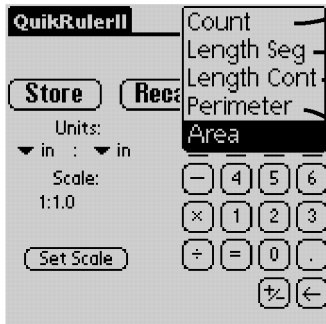 QuikRulerII
Count
Length Seg
Length Cont
Perimeter
Area
Store
Units:
in : in
Scale:
1:1.0
Set Scale
− 4 5 6
× 1 2 3
÷ = 0 .
+/- ←